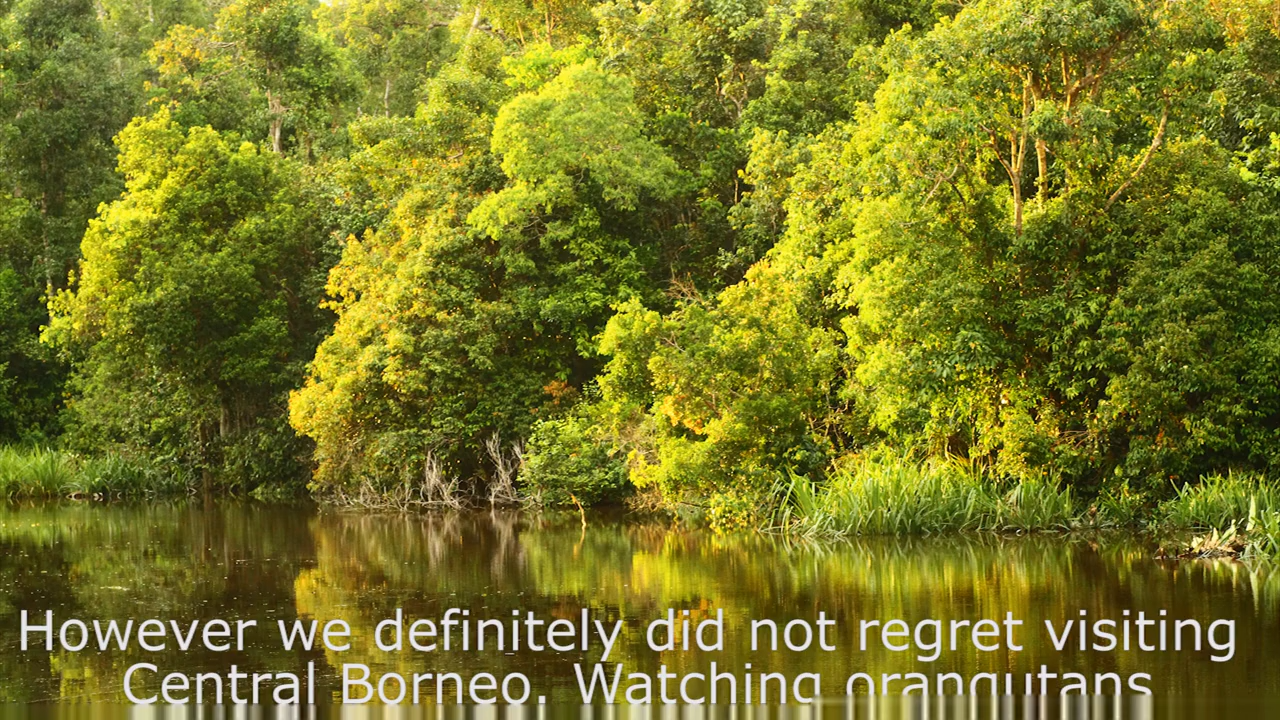 However we definitely did not regret visiting
Central Borneo. Watching orangutans